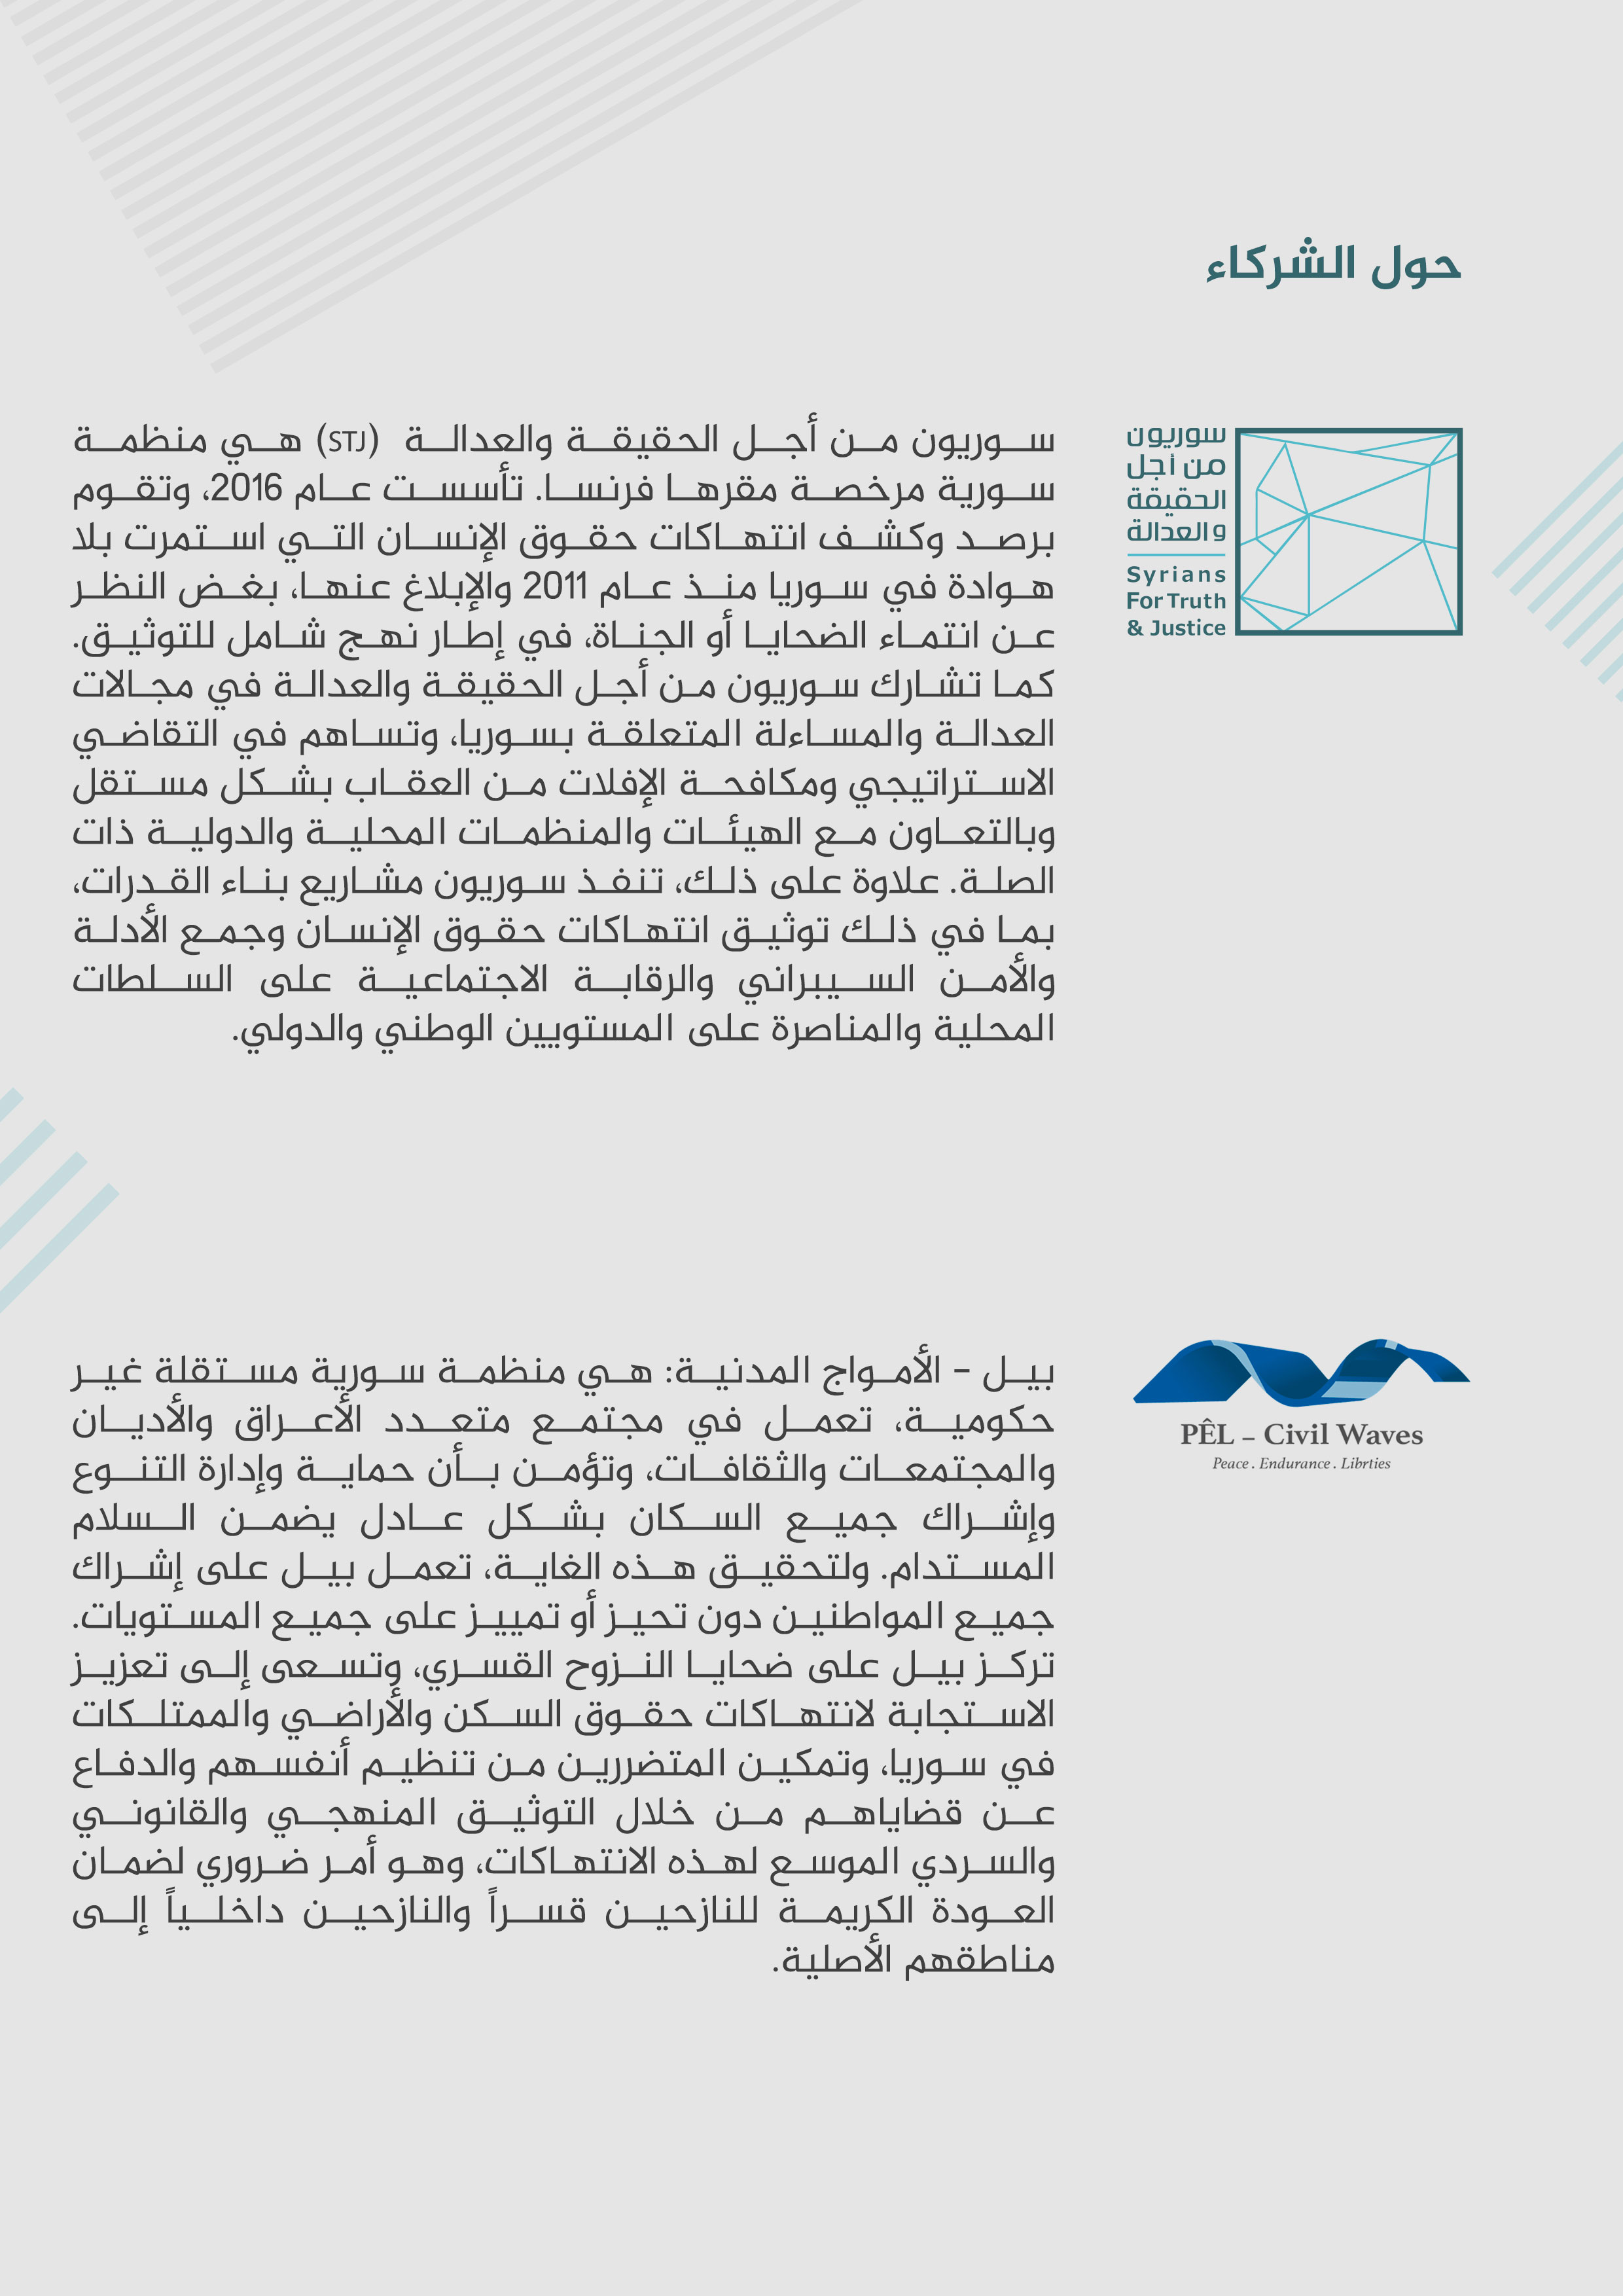 حول الشركاء
سوريون
من أجل
الحقيقة
والعدالة
Syrians
For Truth
& Justice
سوريون من أجل الحقيقة والعدالة (STJ) هي منظمة
سورية مرخصة مقرها فرنسا. تأسست عام 2016، وتقوم
برصد وكشف انتهاكات حقوق الإنسان التي استمرت بلا
هوادة في سوريا منذ عام 2011 والإبلاغ عنها، بغض النظر
عن انتماء الضحايا أو الجناة، في إطار نهج شامل للتوثيق.
كما تشارك سوريون من أجل الحقيقة والعدالة في مجالات
العدالة والمساءلة المتعلقة بسوريا، وتساهم في التقاضي
الاستراتيجي ومكافحة الإفلات من العقاب بشكل مستقل
وبالتعاون مع الهيئات والمنظمات المحلية والدولية ذات
الصلة. علاوة على ذلك، تنفذ سوريون مشاريع بناء القدرات،
بما في ذلك توثيق انتهاكات حقوق الإنسان وجمع الأدلة
والأمن السيبراني والرقابة الاجتماعية على السلطات
المحلية والمناصرة على المستويين الوطني والدولي.
PÊL – Civil Waves
Peace . Endurance . Librties
بيل – الأمواج المدنية: هي منظمة سورية مستقلة غير
حكومية، تعمل في مجتمع متعدد الأعراق والأديان
والمجتمعات والثقافات، وتؤمن بأن حماية وإدارة التنوع
وإشراك جميع السكان بشكل عادل يضمن السلام
المستدام. ولتحقيق هذه الغاية، تعمل بيل على إشراك
جميع المواطنين دون تحيز أو تمييز على جميع المستويات.
تركز بيل على ضحايا النزوح القسري، وتسعى إلى تعزيز
الاستجابة لانتهاكات حقوق السكن والأراضي والممتلكات
في سوريا، وتمكين المتضررين من تنظيم أنفسهم والدفاع
عن قضاياهم من خلال التوثيق المنهجي والقانوني
والسردي الموسع لهذه الانتهاكات، وهو أمر ضروري لضمان
العودة الكريمة للنازحين قسراً والنازحين داخلياً إلى
مناطقهم الأصلية.